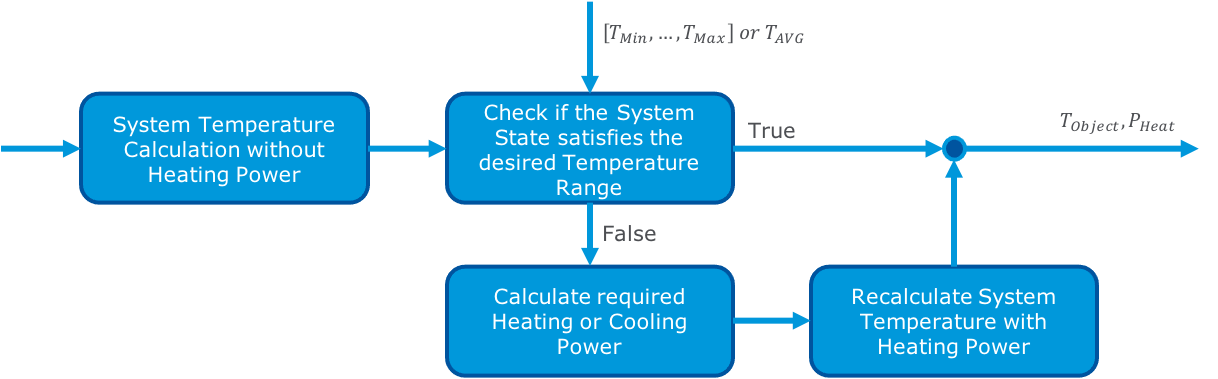 [T_Min, … , T_Max] or T_AVG
System Temperature
Calculation without
Heating Power
Check if the System
State satisfies the
desired Temperature
Range
True
T_Object, P_Heat
False
Calculate required
Heating or Cooling
Power
Recalculate System
Temperature with
Heating Power